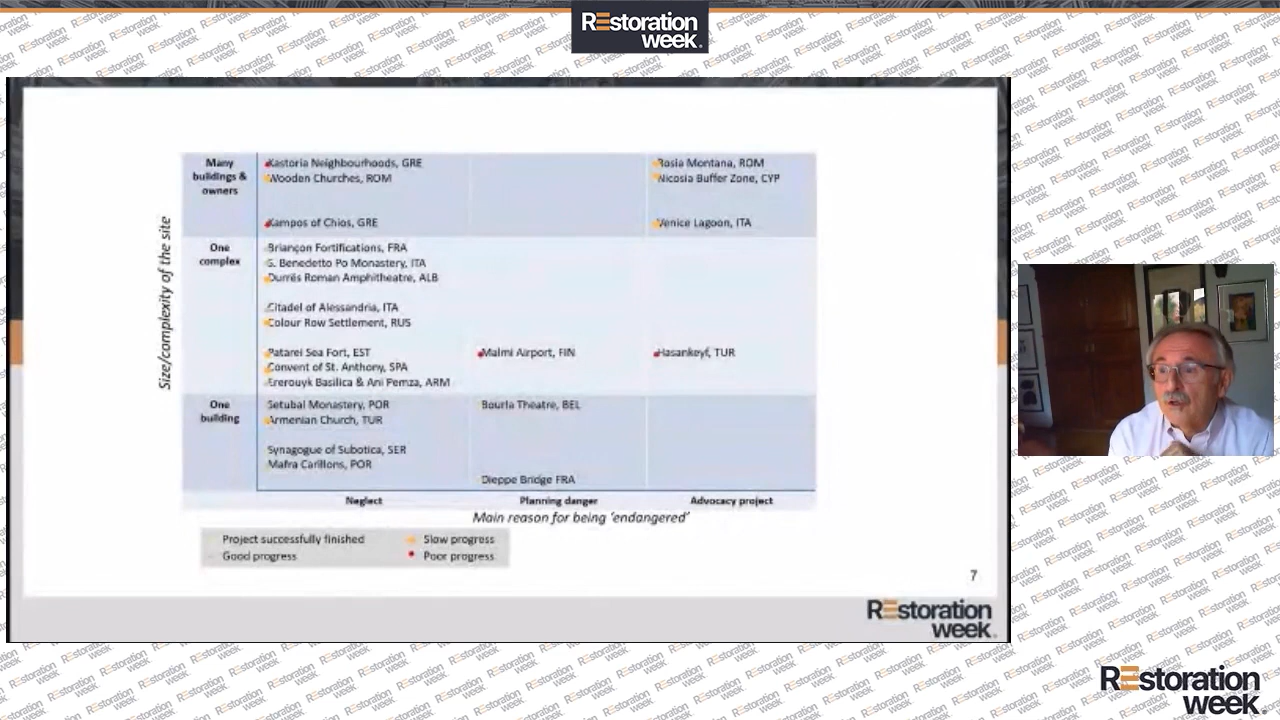 REstoration
week.
Many
buildings &
owners
Kastoria Neighbourhoods, GRE
Wooden Churches, ROM
Kampos of Chios, GRE
Rosia Montana, ROM
Nicosia Buffer Zone, CYP
Venice Lagoon, ITA
One
complex
Briançon Fortifications, FRA
S. Benedetto Po Monastery, ITA
Durrës Roman Amphitheatre, ALB
Citadel of Alessandria, ITA
Colour Row Settlement, RUS
Patarei Sea Fort, EST
Convent of St. Anthony, SPA
Ererouyk Basilica & Ani Pemza, ARM
Malmi Airport, FIN
Hasankeyf, TUR
One
building
Setubal Monastery, POR
Armenian Church, TUR
Synagogue of Subotica, SER
Mafra Carillons, POR
Bourla Theatre, BEL
Dieppe Bridge FRA
Size/complexity of the site
Neglect
Planning danger
Advocacy project
Main reason for being ‘endangered’
Project successfully finished
Good progress
Slow progress
Poor progress
7
REstoration
week.
REstoration
week.